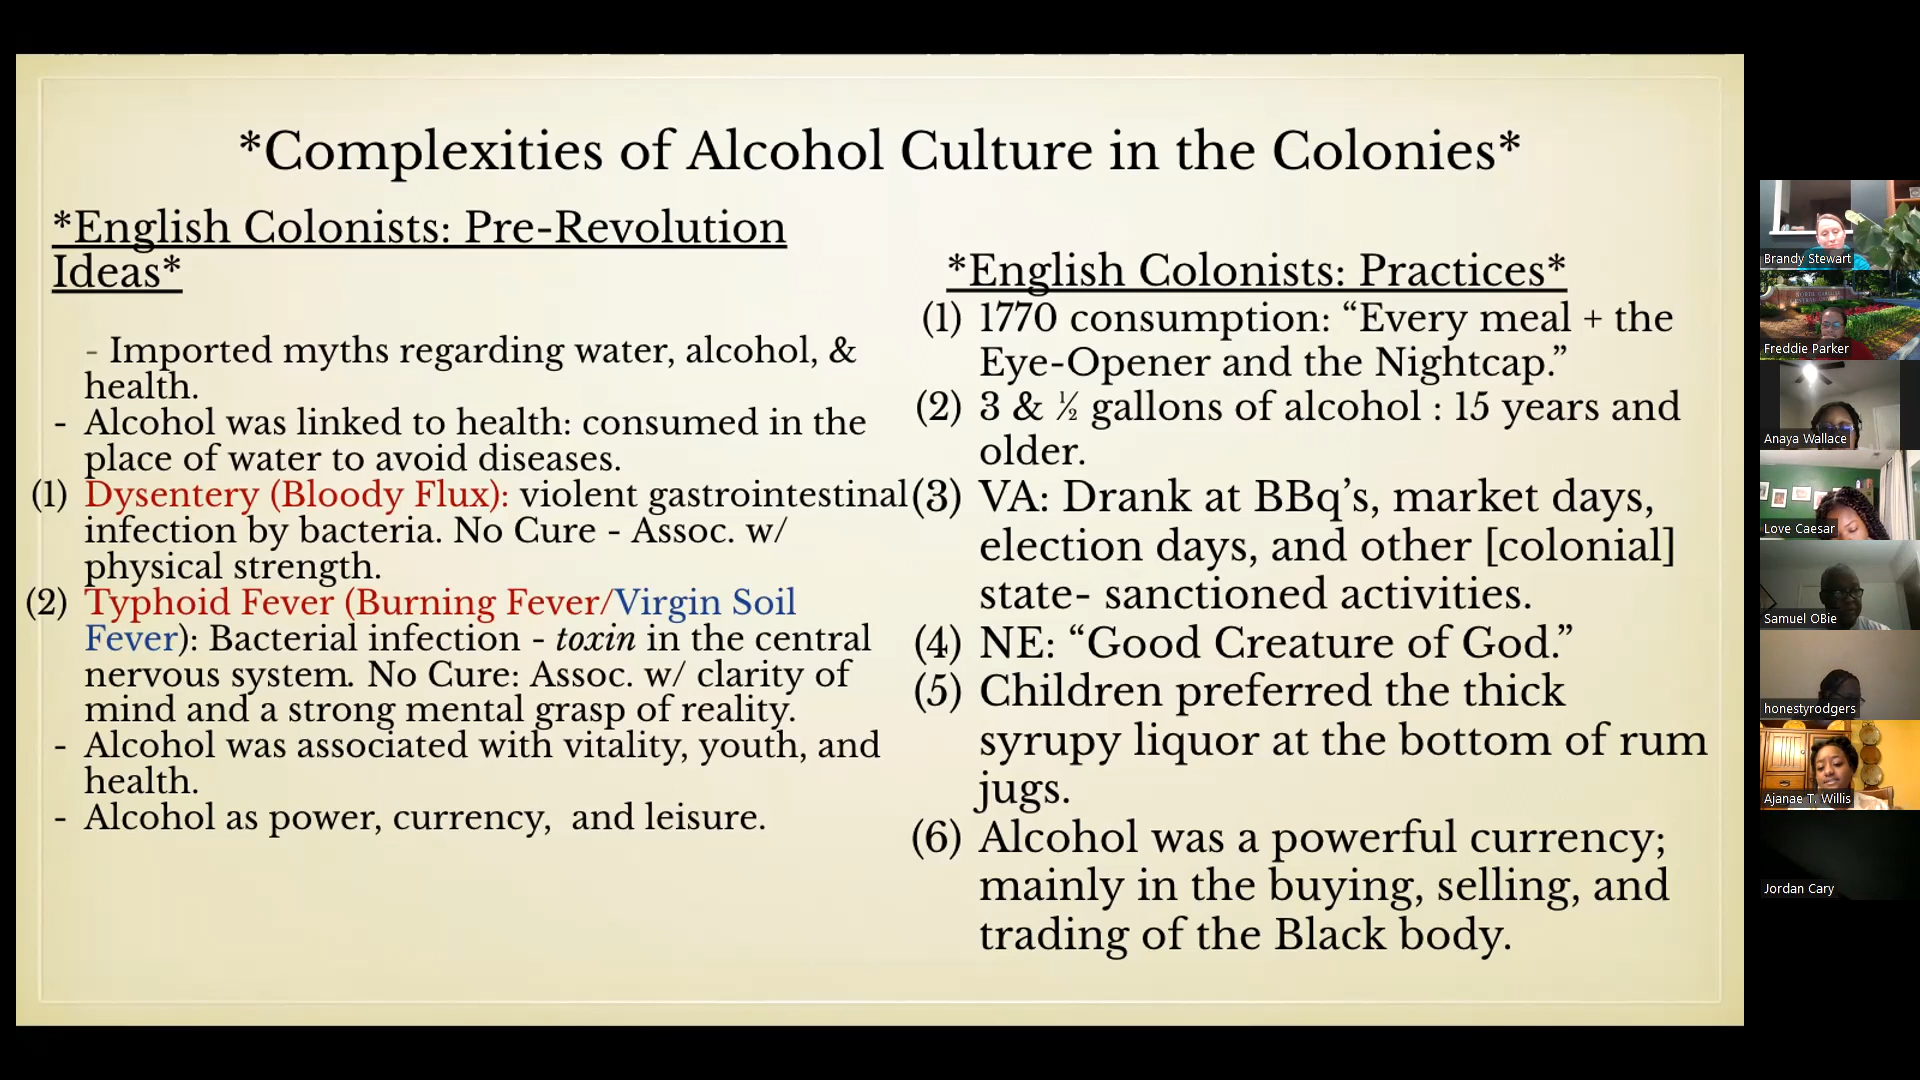 *Complexities of Alcohol Culture in the Colonies*
*English Colonists: Pre-Revolution
Ideas*
- Imported myths regarding water, alcohol, &
health.
- Alcohol was linked to health: consumed in the
place of water to avoid diseases.
(1) Dysentery (Bloody Flux): violent gastrointestinal
infection by bacteria. No Cure - Assoc. w/
physical strength.
(2) Typhoid Fever (Burning Fever/Virgin Soil
Fever): Bacterial infection - toxin in the central
nervous system. No Cure: Assoc. w/ clarity of
mind and a strong mental grasp of reality.
- Alcohol was associated with vitality, youth, and
health.
- Alcohol as power, currency,  and leisure.
*English Colonists: Practices*
(1) 1770 consumption: “Every meal + the
Eye-Opener and the Nightcap.”
(2) 3 & ½ gallons of alcohol : 15 years and
older.
(3) VA: Drank at BBq’s, market days,
election days, and other [colonial]
state- sanctioned activities.
(4) NE: “Good Creature of God.”
(5) Children preferred the thick
syrupy liquor at the bottom of rum
jugs.
(6) Alcohol was a powerful currency;
mainly in the buying, selling, and
trading of the Black body.
Brandy Stewart
NORTH CAROLINA
Freddie Parker
Anaya Wallace
Love Caesar
Samuel OBie
honestyrodgers
Ajanae T. Willis
Jordan Cary